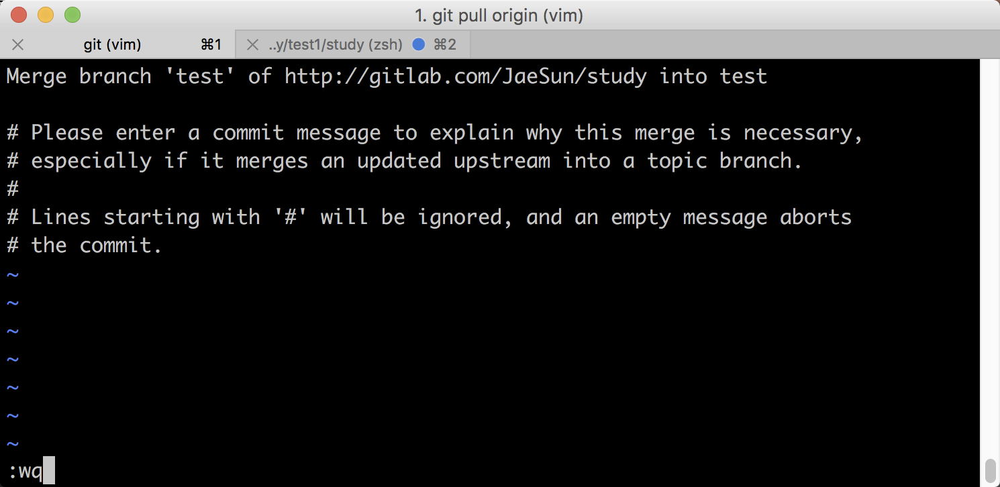 1. git pull origin (vim)
git (vim) ⌘1 ..y/test1/study (zsh) ⌘2
Merge branch 'test' of http://gitlab.com/JaeSun/study into test
# Please enter a commit message to explain why this merge is necessary,
# especially if it merges an updated upstream into a topic branch.
#
# Lines starting with '#' will be ignored, and an empty message aborts
# the commit.
~
~
~
~
~
~
~
:wq